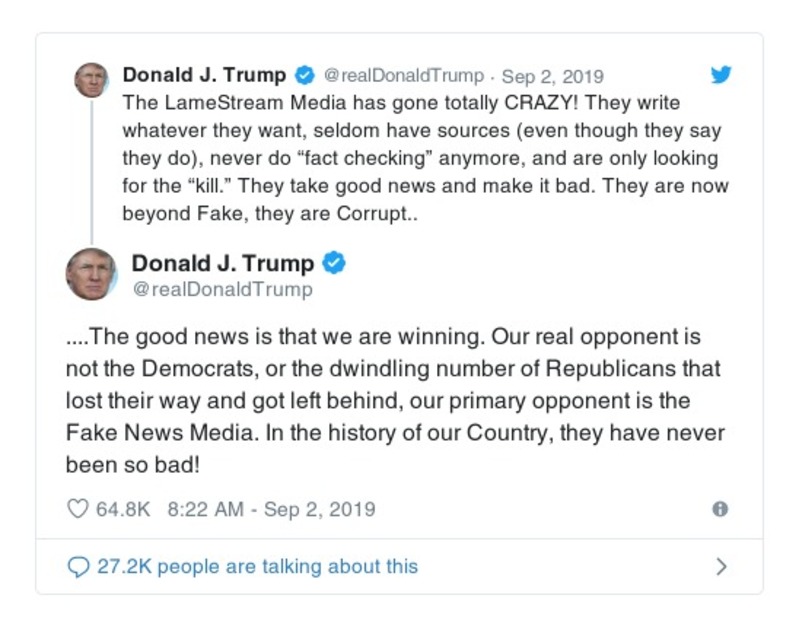 Donald J. Trump @realDonaldTrump · Sep 2, 2019
The LameStream Media has gone totally CRAZY! They write
whatever they want, seldom have sources (even though they say
they do), never do “fact checking” anymore, and are only looking
for the “kill.” They take good news and make it bad. They are now
beyond Fake, they are Corrupt..
Donald J. Trump
@realDonaldTrump
....The good news is that we are winning. Our real opponent is
not the Democrats, or the dwindling number of Republicans that
lost their way and got left behind, our primary opponent is the
Fake News Media. In the history of our Country, they have never
been so bad!
64.8K 8:22 AM - Sep 2, 2019
27.2K people are talking about this